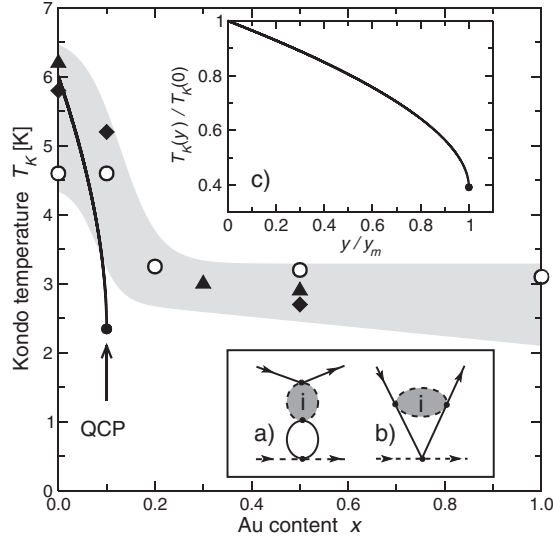 Kondo temperature T_K [K]
7
6
5
4
3
2
1
0
0.0
0.2
0.4
0.6
0.8
1.0
Au content x
QCP
T_K(y) / T_K(0)
1
0.8
0.6
0.4
0
0.2
0.4
0.6
0.8
1
y/y_m
c)
a)
i
b)
i